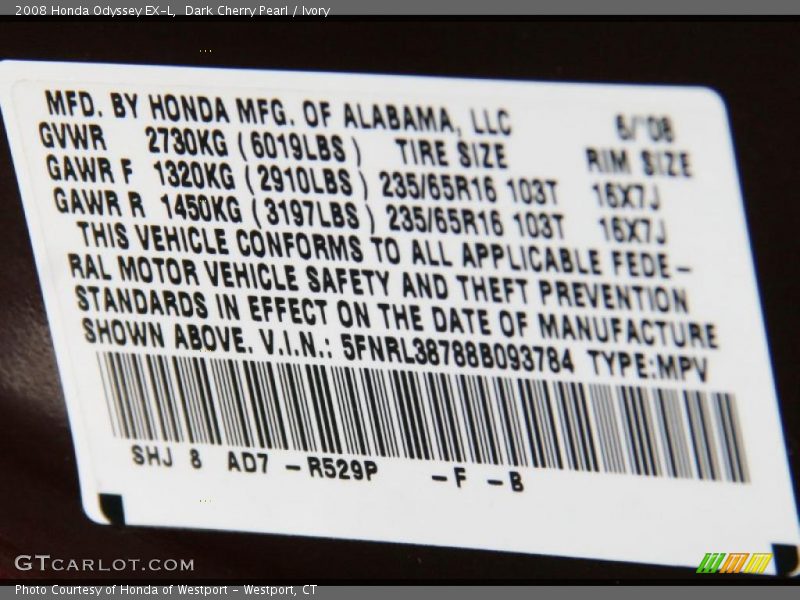 2008 Honda Odyssey EX-L, Dark Cherry Pearl / Ivory
MFD. BY HONDA MFG. OF ALABAMA, LLC 6/'08
GVWR 2730KG (6019LBS) TIRE SIZE RIM SIZE
GAWR F 1320KG (2910LBS) 235/65R16 103T 16X7J
GAWR R 1450KG (3197LBS) 235/65R16 103T 16X7J
THIS VEHICLE CONFORMS TO ALL APPLICABLE FEDE-
RAL MOTOR VEHICLE SAFETY AND THEFT PREVENTION
STANDARDS IN EFFECT ON THE DATE OF MANUFACTURE
SHOWN ABOVE. V.I.N.: 5FNRL38788B093784 TYPE:MPV
SHJ 8 AD7 -R529P -F -B
GTCARLOT.COM
Photo Courtesy of Honda of Westport - Westport, CT